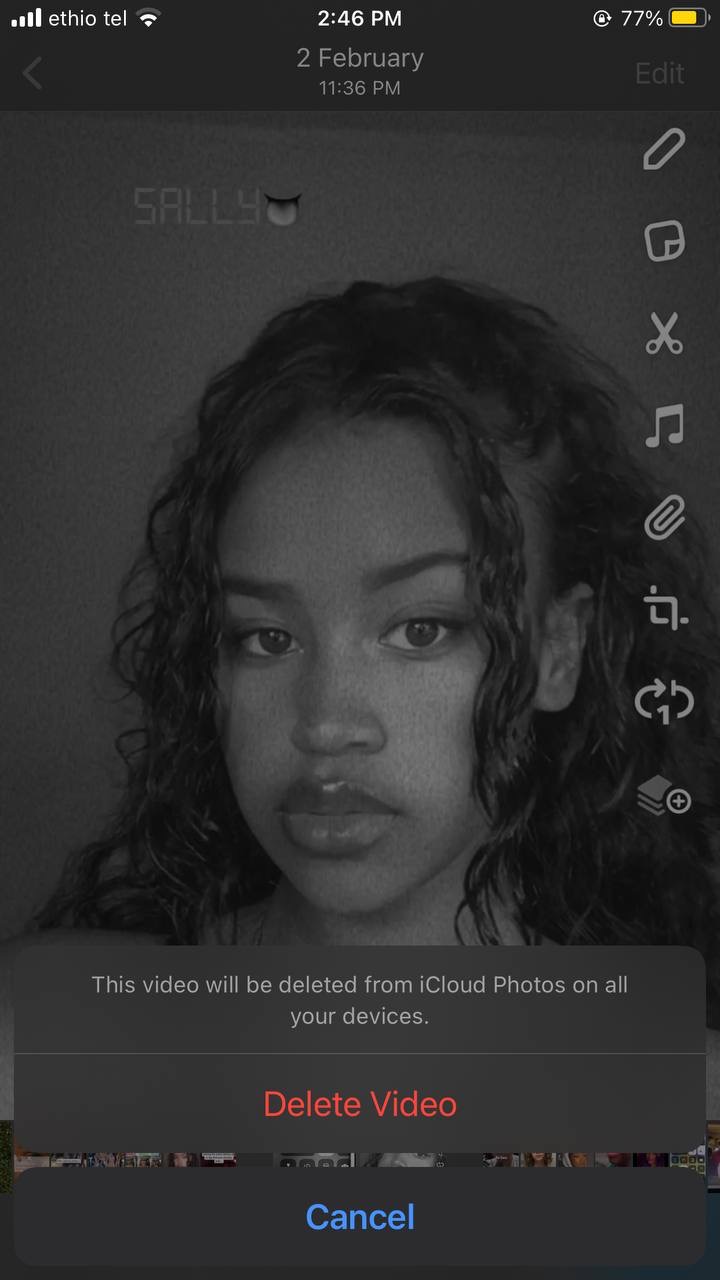 ethio tel 2:46 PM 77%
2 February
11:36 PM
Edit
SALLY
1
This video will be deleted from iCloud Photos on all
your devices.
Delete Video
Cancel